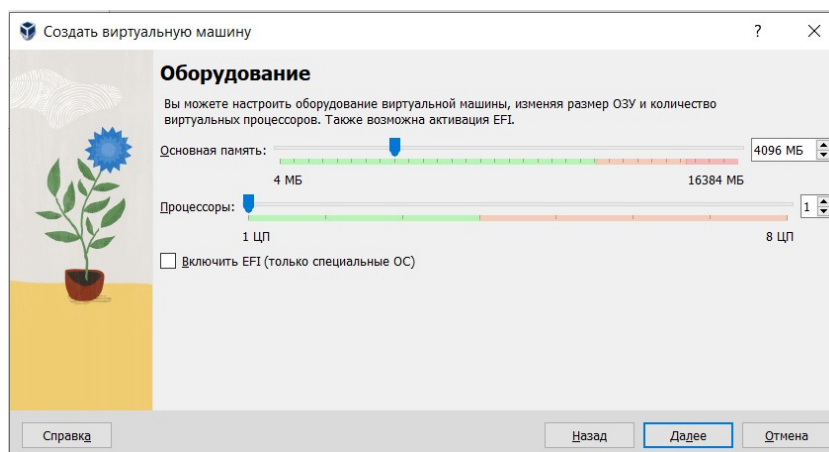 Создать виртуальную машину
Оборудование
Вы можете настроить оборудование виртуальной машины, изменяя размер ОЗУ и количество
виртуальных процессоров. Также возможна активация EFI.
Основная память: 4096 МБ
4 МБ 16384 МБ
Процессоры: 1
1 ЦП 8 ЦП
Включить EFI (только специальные ОС)
Справка Назад Далее Отмена